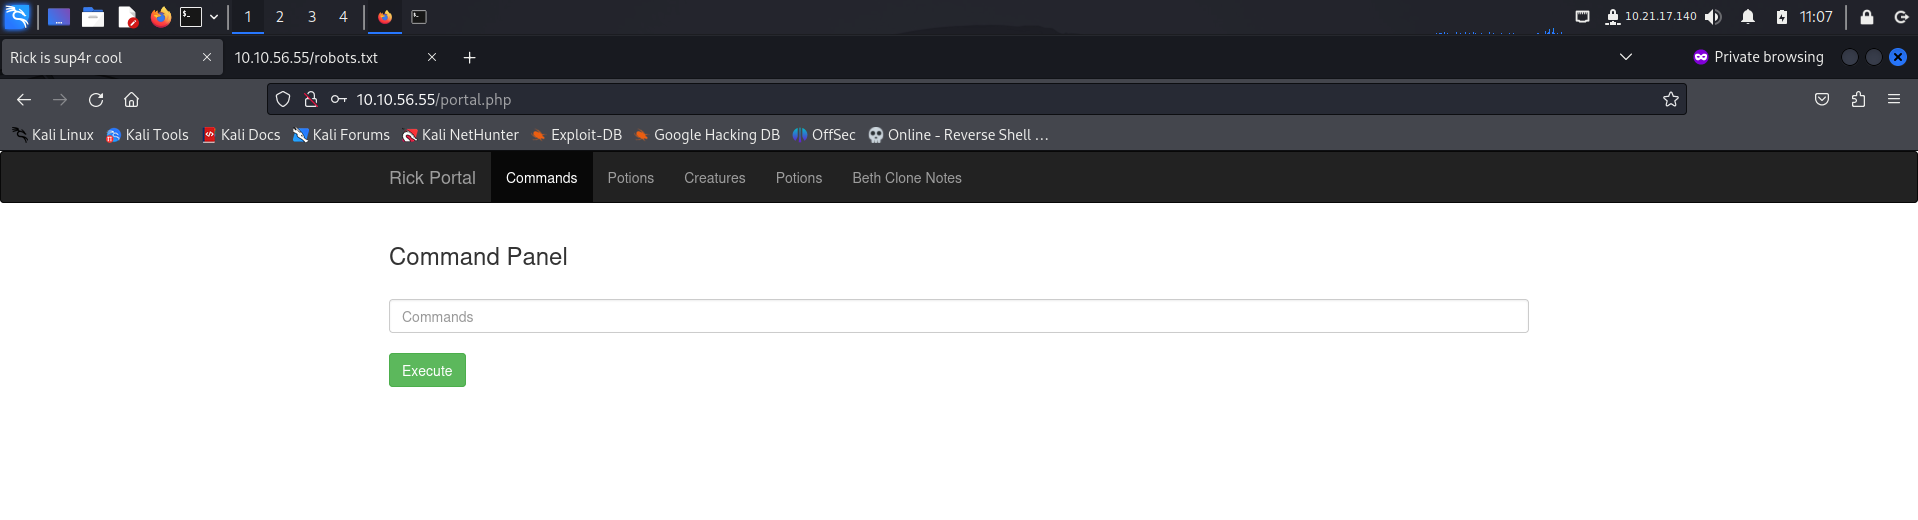 1 2 3 4 10.21.17.140 11:07
Rick is sup4r cool 10.10.56.55/robots.txt Private browsing
10.10.56.55/portal.php
Kali Linux Kali Tools Kali Docs Kali Forums Kali NetHunter Exploit-DB Google Hacking DB OffSec Online - Reverse Shell …
Rick Portal Commands Potions Creatures Potions Beth Clone Notes
Command Panel
Commands
Execute